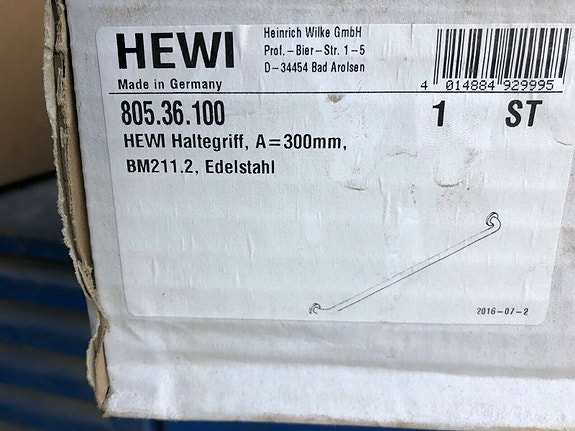 HEWI
Heinrich Wilke GmbH
Prof.-Bier-Str. 1-5
D-34454 Bad Arolsen
Made in Germany
4 014884 929995
805.36.100 1 ST
HEWI Haltegriff, A=300mm,
BM211.2, Edelstahl
2016-07-2